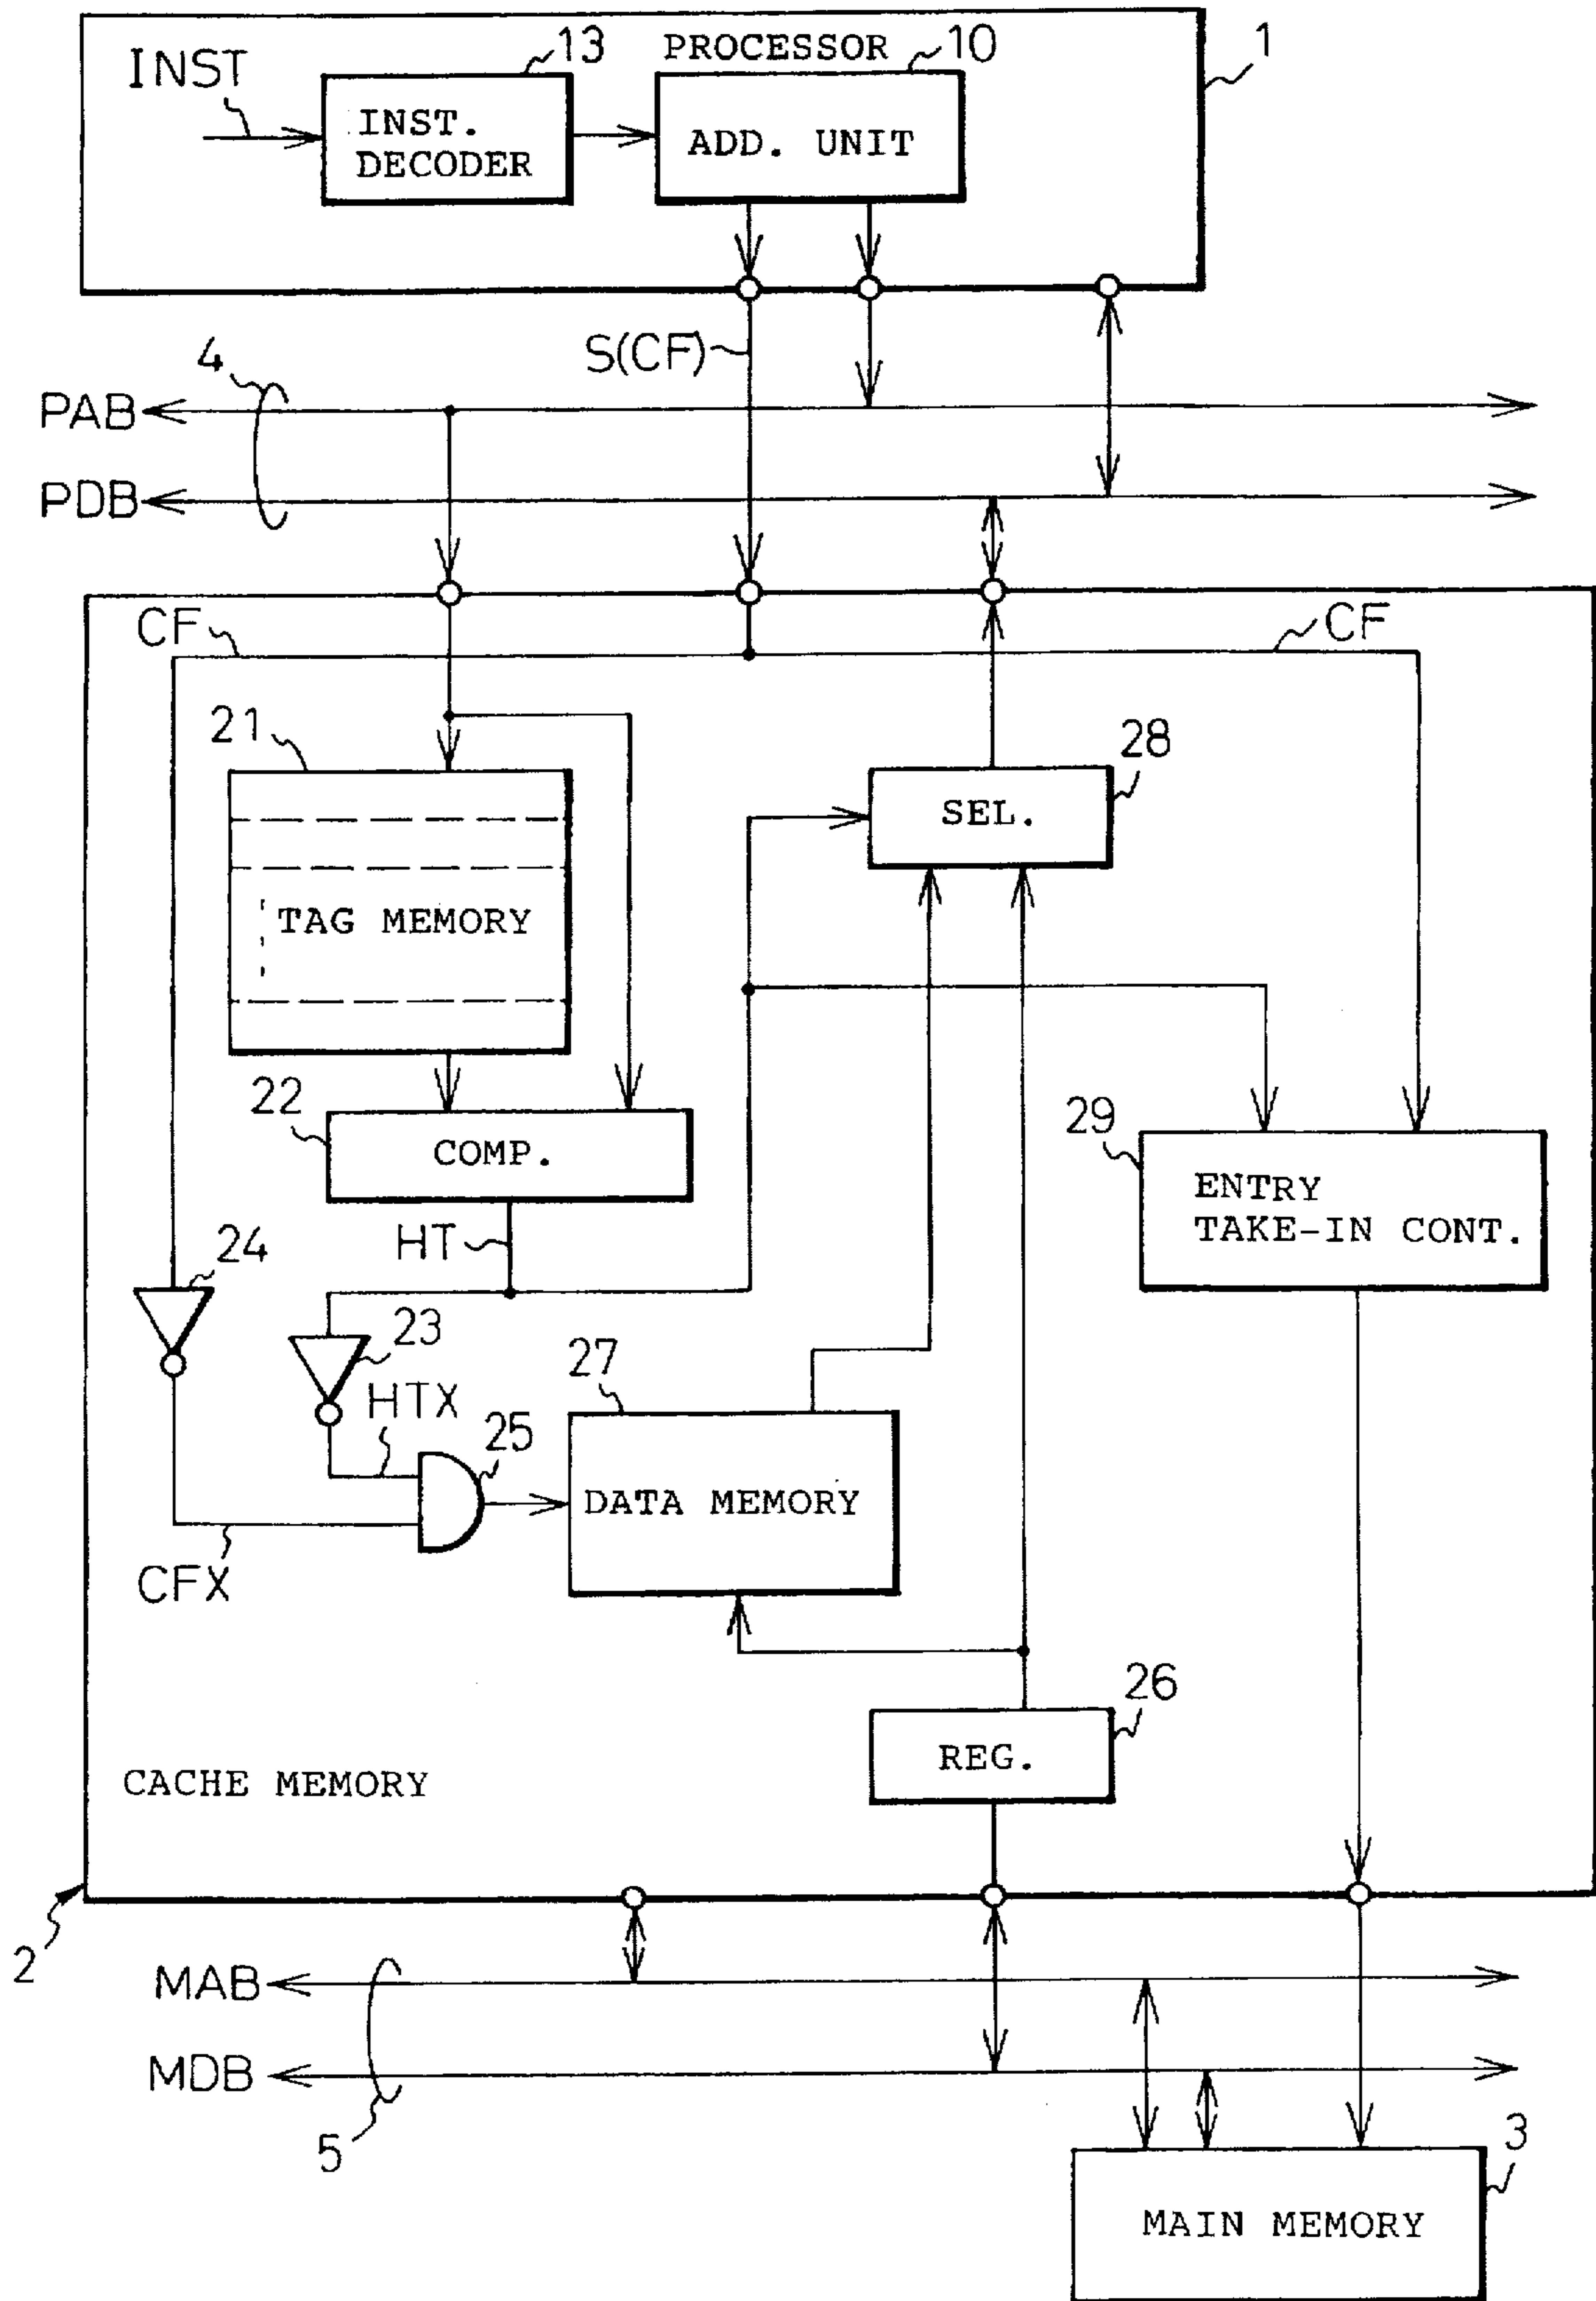 13
PROCESSOR
10
1
INST
INST.
DECODER
ADD. UNIT
S(CF)
4
PAB
PDB
CF
CF
21
28
SEL.
TAG MEMORY
22
29
COMP.
ENTRY
TAKE-IN CONT.
HT
24
23
27
HTX
25
DATA MEMORY
CFX
26
REG.
CACHE MEMORY
2
MAB
MDB
5
3
MAIN MEMORY